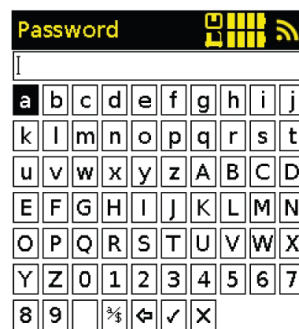 Password
a b c d e f g h i j
k l m n o p q r s t
u v w x y z A B C D
E F G H I J K L M N
O P Q R S T U V W X
Y Z 0 1 2 3 4 5 6 7
8 9 ⅍ ⇦ ✓ X